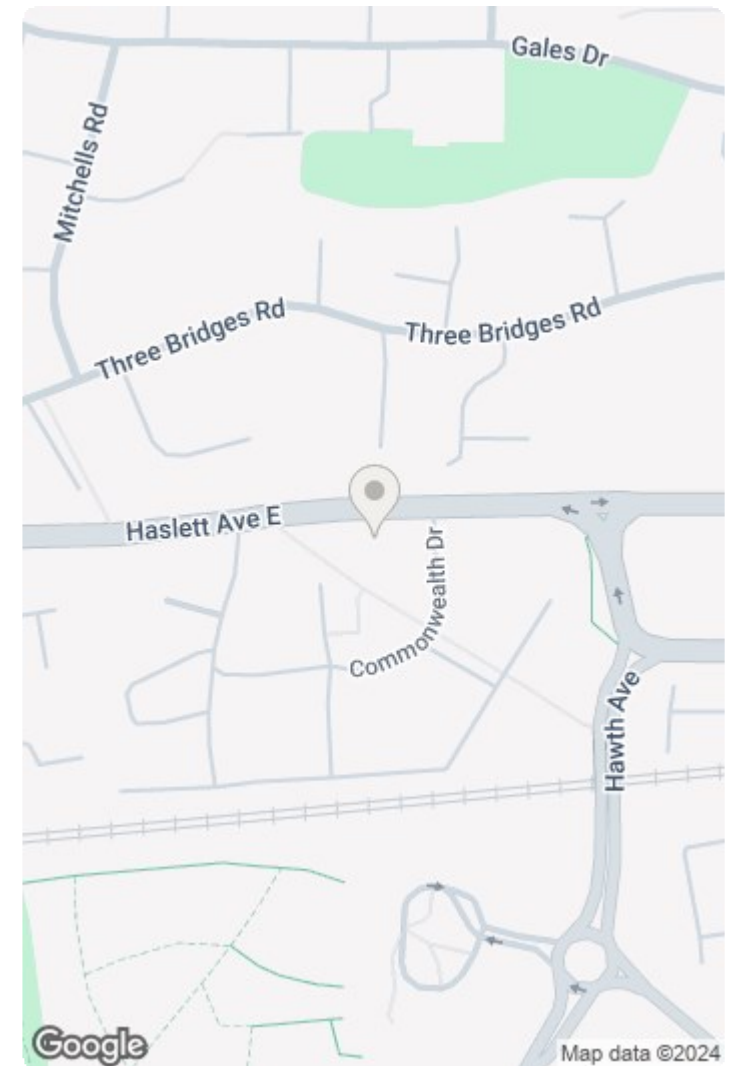 Gales Dr
Mitchells Rd
Three Bridges Rd
Three Bridges Rd
Haslett Ave E
Commonwealth Dr
Hawth Ave
Google
Map data ©2024